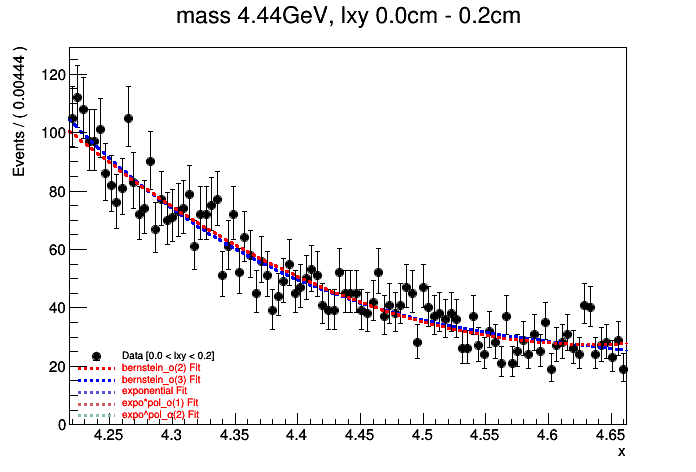 mass 4.44GeV, lxy 0.0cm - 0.2cm
Events / ( 0.00444 )
120
100
80
60
40
20
0
Data [0.0 < lxy < 0.2]
bernstein_o(2) Fit
bernstein_o(3) Fit
exponential Fit
expo*pol_o(1) Fit
expo^pol_o(2) Fit
4.25 4.3 4.35 4.4 4.45 4.5 4.55 4.6 4.65
x